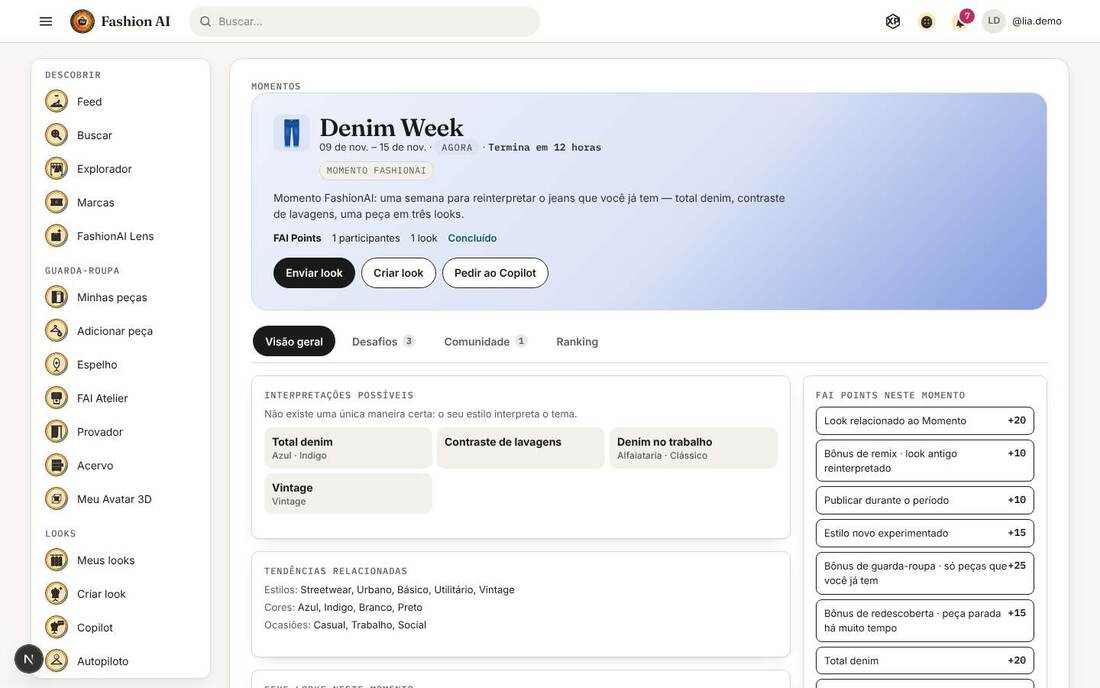 Fashion AI
Buscar...
XP
7
LD
@lia.demo
DESCOBRIR
Feed
Buscar
Explorador
Marcas
FashionAI Lens
GUARDA-ROUPA
Minhas peças
Adicionar peça
Espelho
FAI Atelier
Provador
Acervo
Meu Avatar 3D
LOOKS
Meus looks
Criar look
Copilot
Autopiloto
N
MOMENTOS
Denim Week
09 de nov. – 15 de nov. · AGORA · Termina em 12 horas
MOMENTO FASHIONAI
Momento FashionAI: uma semana para reinterpretar o jeans que você já tem — total denim, contraste
de lavagens, uma peça em três looks.
FAI Points 1 participantes 1 look Concluído
Enviar look Criar look Pedir ao Copilot
Visão geral Desafios 3 Comunidade 1 Ranking
INTERPRETAÇÕES POSSÍVEIS
Não existe uma única maneira certa: o seu estilo interpreta o tema.
Total denim
Azul · Indigo
Contraste de lavagens
Denim no trabalho
Alfaiataria · Clássico
Vintage
Vintage
TENDÊNCIAS RELACIONADAS
Estilos: Streetwear, Urbano, Básico, Utilitário, Vintage
Cores: Azul, Indigo, Branco, Preto
Ocasiões: Casual, Trabalho, Social
SEUS LOOKS NESTE MOMENTO
FAI POINTS NESTE MOMENTO
Look relacionado ao Momento +20
Bônus de remix · look antigo +10
reinterpretado
Publicar durante o período +10
Estilo novo experimentado +15
Bônus de guarda-roupa · só peças que +25
você já tem
Bônus de redescoberta · peça parada +15
há muito tempo
Total denim +20